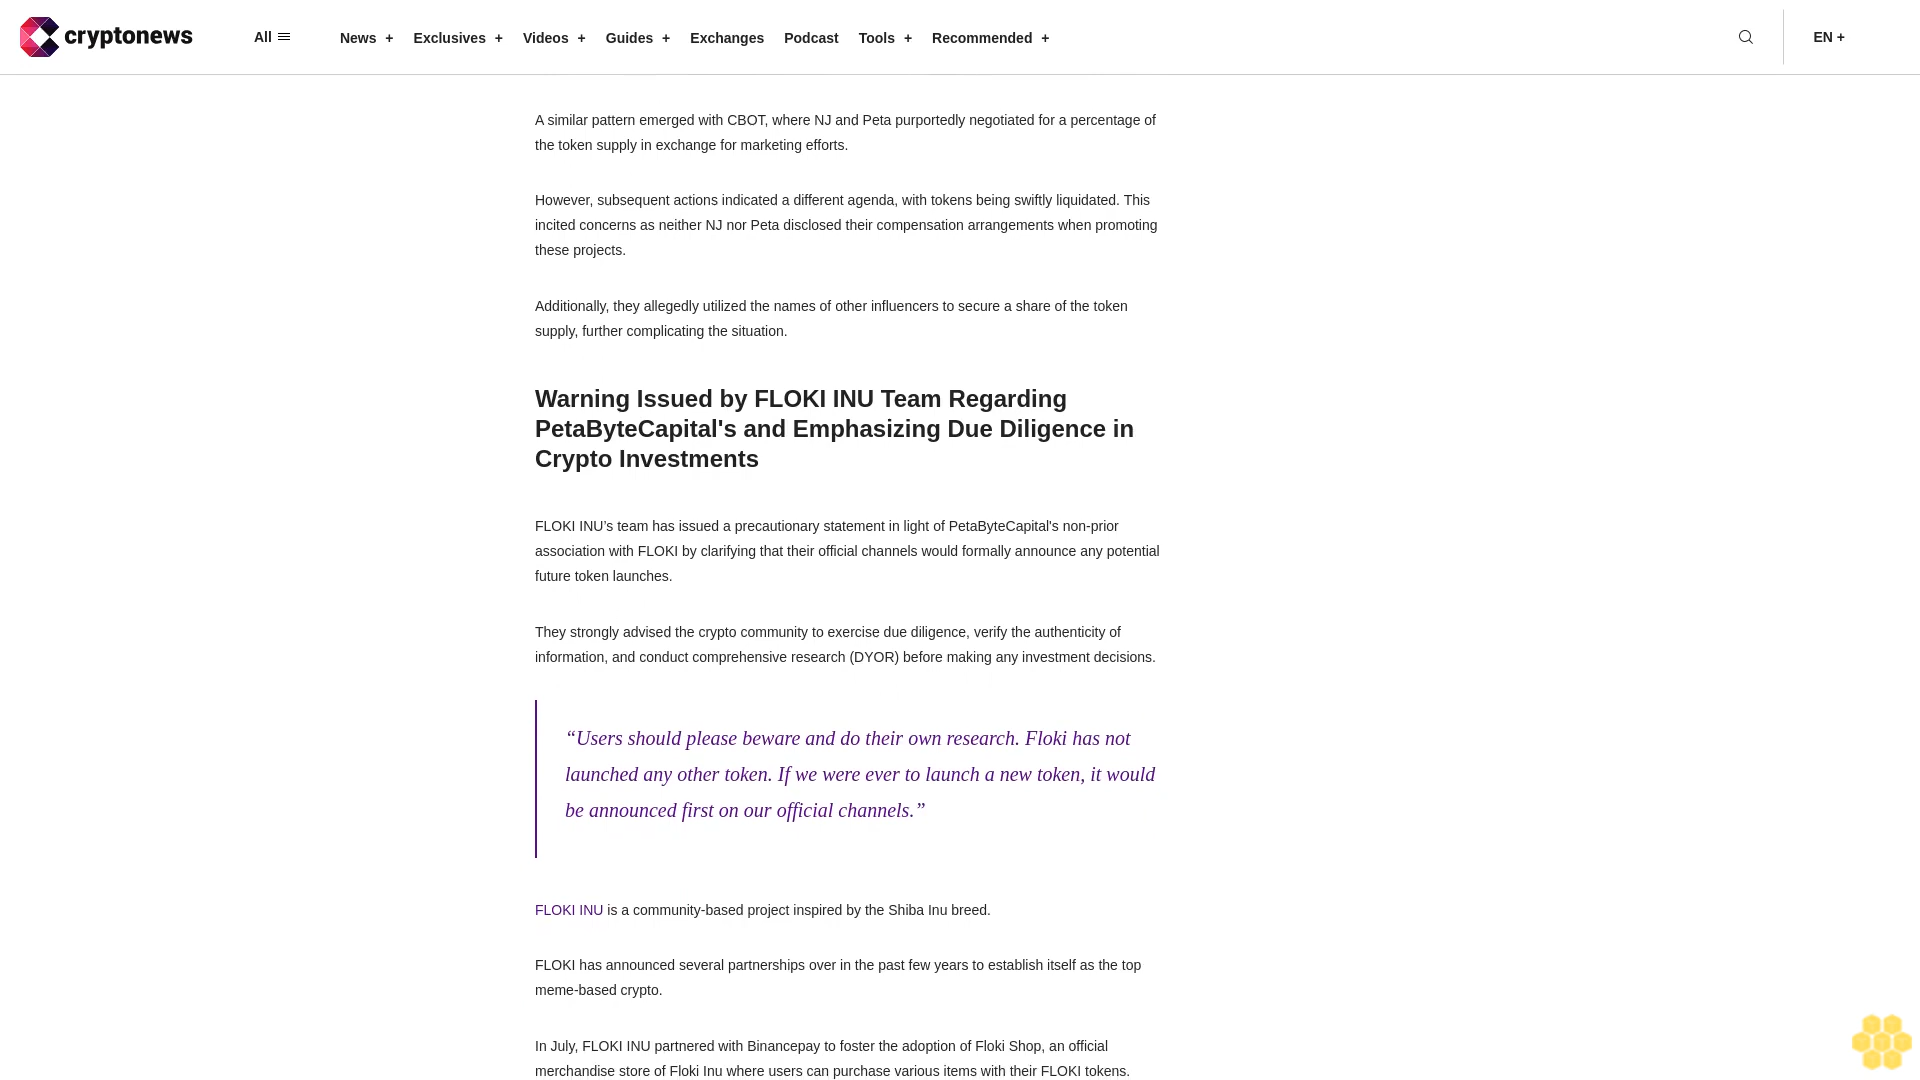 cryptonews
All
News + Exclusives + Videos + Guides + Exchanges Podcast Tools + Recommended +
EN +
A similar pattern emerged with CBOT, where NJ and Peta purportedly negotiated for a percentage of
the token supply in exchange for marketing efforts.
However, subsequent actions indicated a different agenda, with tokens being swiftly liquidated. This
incited concerns as neither NJ nor Peta disclosed their compensation arrangements when promoting
these projects.
Additionally, they allegedly utilized the names of other influencers to secure a share of the token
supply, further complicating the situation.
Warning Issued by FLOKI INU Team Regarding
PetaByteCapital's and Emphasizing Due Diligence in
Crypto Investments
FLOKI INU’s team has issued a precautionary statement in light of PetaByteCapital's non-prior
association with FLOKI by clarifying that their official channels would formally announce any potential
future token launches.
They strongly advised the crypto community to exercise due diligence, verify the authenticity of
information, and conduct comprehensive research (DYOR) before making any investment decisions.
“Users should please beware and do their own research. Floki has not
launched any other token. If we were ever to launch a new token, it would
be announced first on our official channels.”
FLOKI INU is a community-based project inspired by the Shiba Inu breed.
FLOKI has announced several partnerships over in the past few years to establish itself as the top
meme-based crypto.
In July, FLOKI INU partnered with Binancepay to foster the adoption of Floki Shop, an official
merchandise store of Floki Inu where users can purchase various items with their FLOKI tokens.